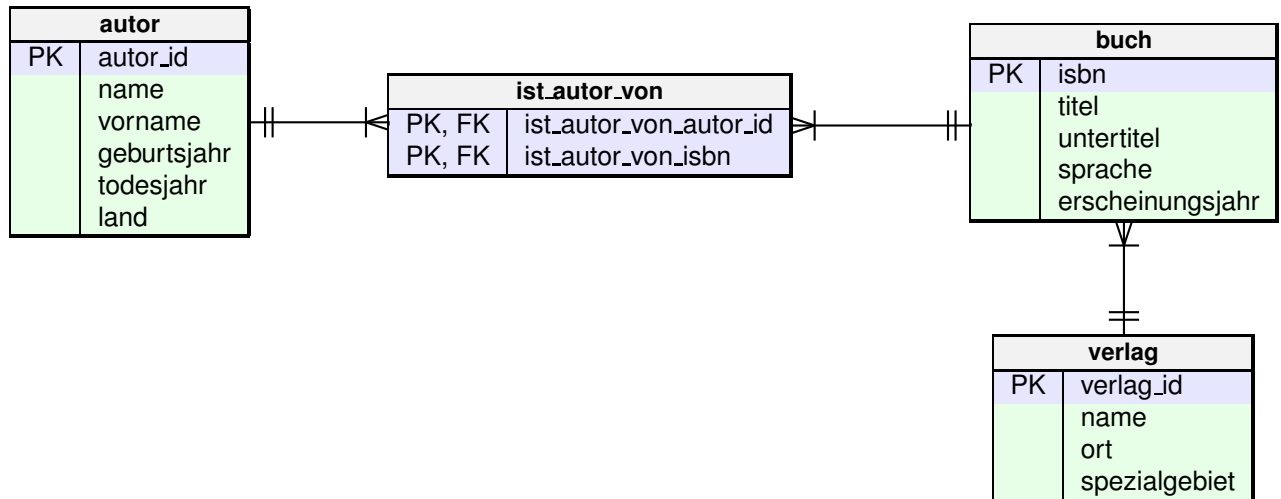 autor
PK autor_id
name
vorname
geburtsjahr
todesjahr
land
ist_autor_von
PK, FK ist_autor_von_autor_id
PK, FK ist_autor_von_isbn
buch
PK isbn
titel
untertitel
sprache
erscheinungsjahr
verlag
PK verlag_id
name
ort
spezialgebiet